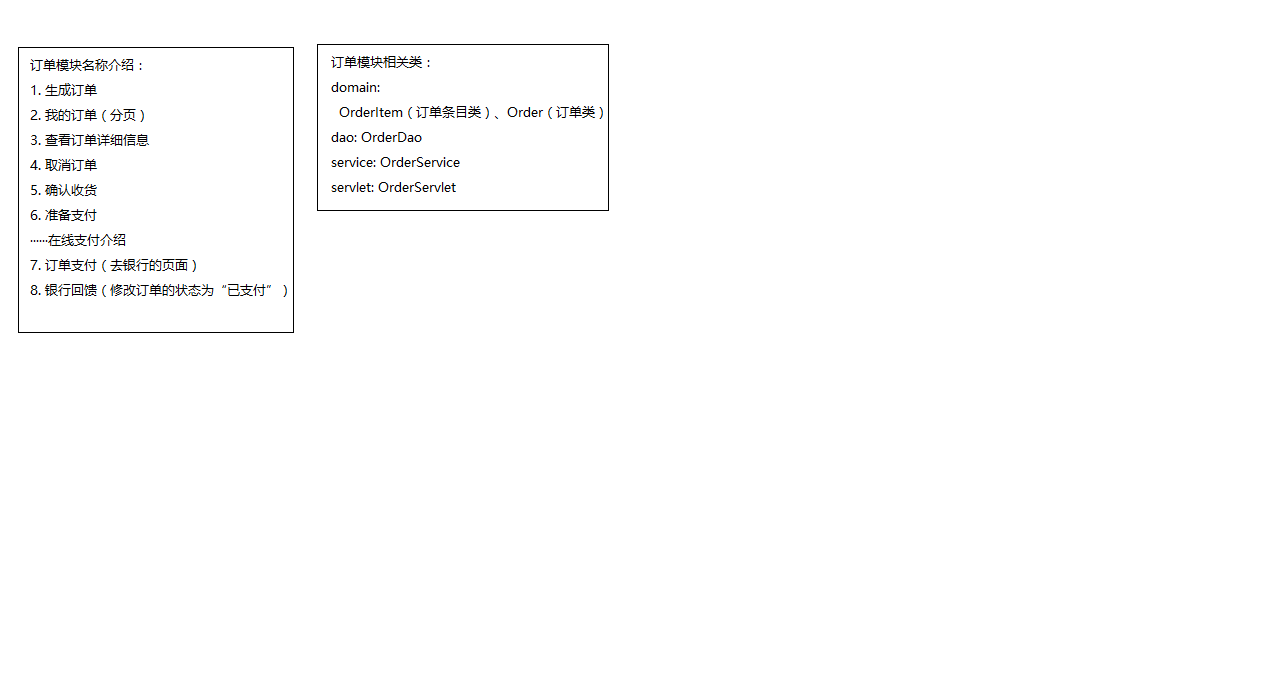 订单模块名称介绍：
1. 生成订单
2. 我的订单（分页）
3. 查看订单详细信息
4. 取消订单
5. 确认收货
6. 准备支付
······在线支付介绍
7. 订单支付（去银行的页面）
8. 银行回馈（修改订单的状态为“已支付”）
订单模块相关类：
domain:
OrderItem（订单条目类）、Order（订单类）
dao: OrderDao
service: OrderService
servlet: OrderServlet